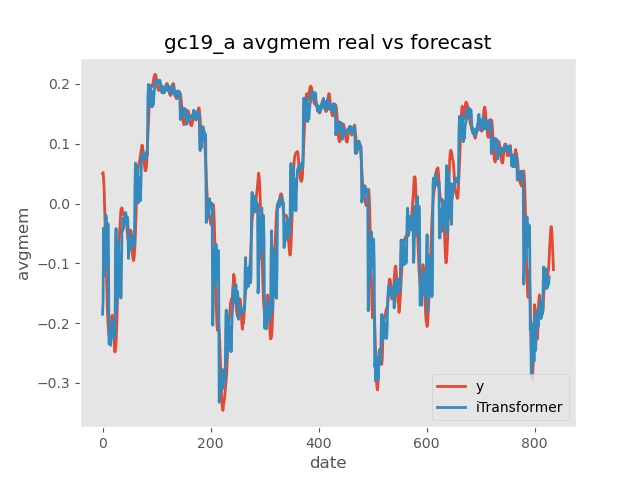 gc19_a avgmem real vs forecast
avgmem
0.2
0.1
0.0
−0.1
−0.2
−0.3
0
200
400
600
800
date
y
iTransformer